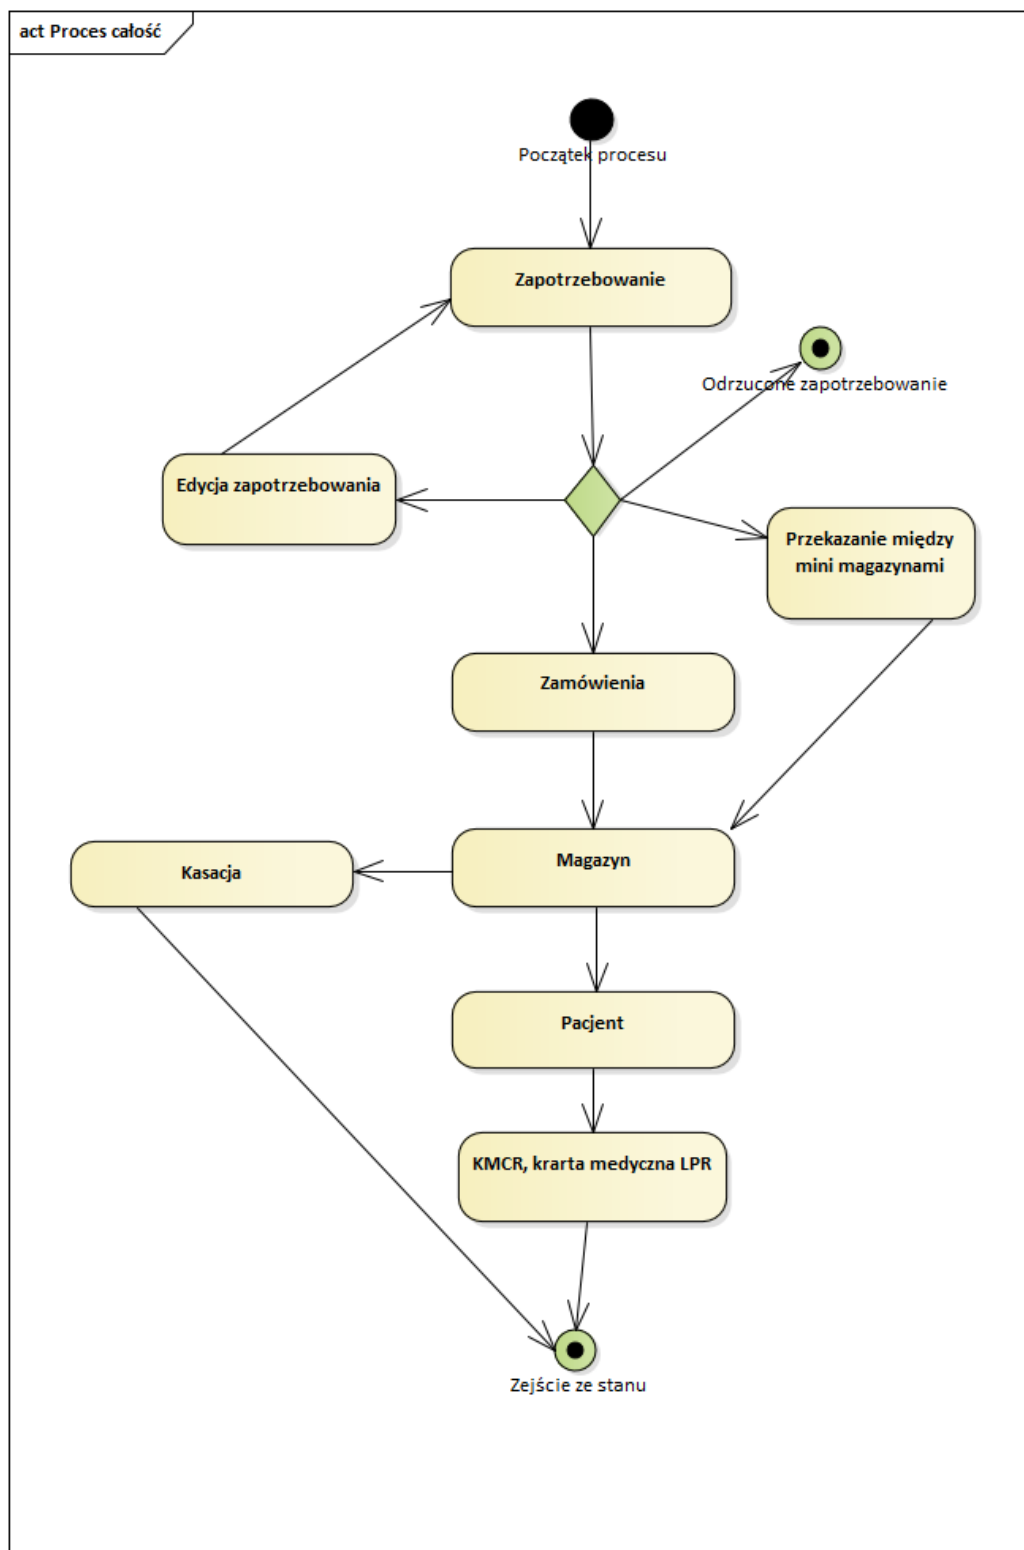 act Proces całość
Początek procesu
Zapotrzebowanie
Odrzucone zapotrzebowanie
Edycja zapotrzebowania
Przekazanie między
mini magazynami
Zamówienia
Magazyn
Kasacja
Pacjent
KMCR, krarta medyczna LPR
Zejście ze stanu